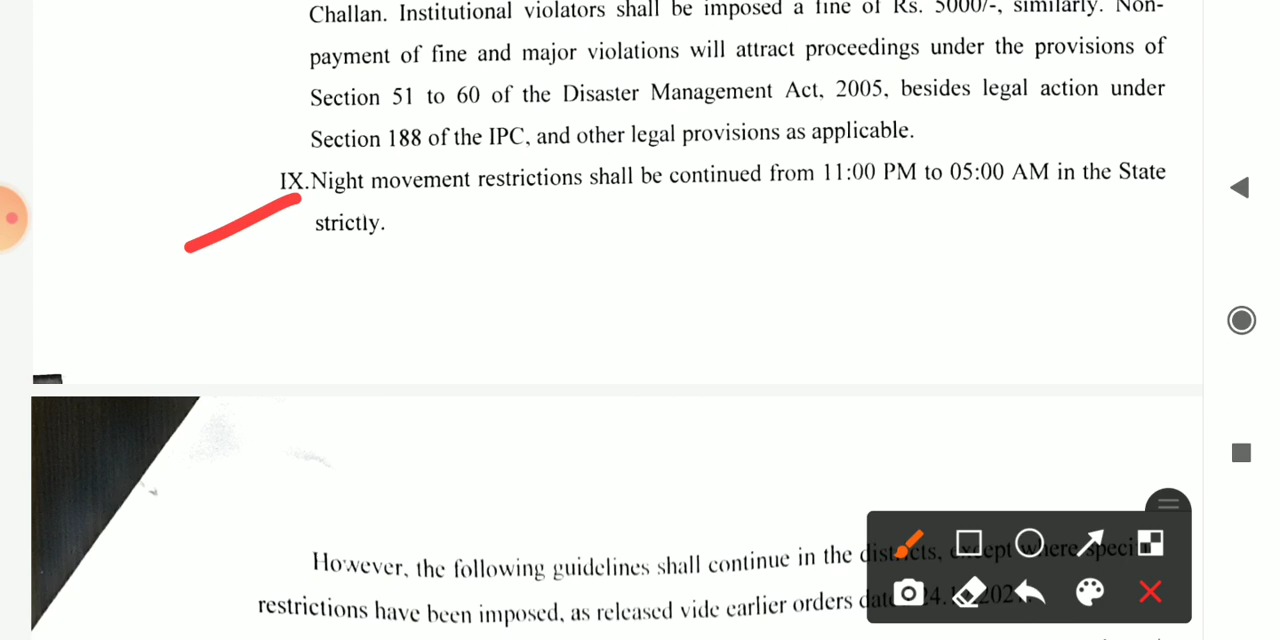 Challan. Institutional violators shall be imposed a fine of Rs. 5000/-, similarly. Non-
payment of fine and major violations will attract proceedings under the provisions of
Section 51 to 60 of the Disaster Management Act, 2005, besides legal action under
Section 188 of the IPC, and other legal provisions as applicable.
IX.Night movement restrictions shall be continued from 11:00 PM to 05:00 AM in the State
strictly.
However, the following guidelines shall continue in the districts, except where
restrictions have been imposed, as released vide earlier orders